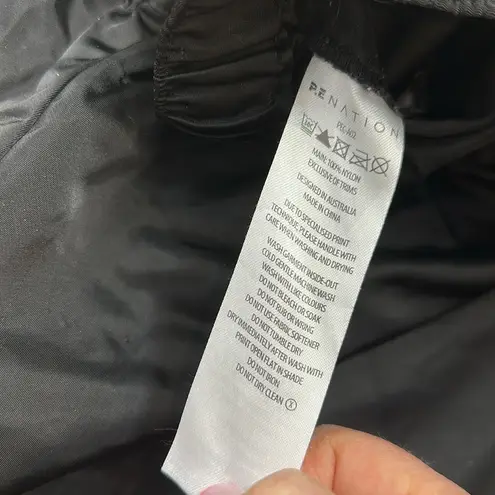 P.E NATION
MAIN: 100% NYLON
EXCLUSIVE OF TRIMS
DESIGNED IN AUSTRALIA
MADE IN CHINA
DUE TO SPECIALISED PRINT
TECHNIQUE, PLEASE HANDLE WITH
CARE WHEN WASHING AND DRYING
WASH GARMENT INSIDE-OUT
COLD GENTLE MACHINE WASH
WASH WITH LIKE COLOURS
DO NOT BLEACH OR SOAK
DO NOT RUB OR WRING
DO NOT USE FABRIC SOFTENER
DO NOT TUMBLE DRY
DRY IMMEDIATELY AFTER WASH WITH
PRINT OPEN FLAT IN SHADE
DO NOT IRON
DO NOT DRY CLEAN X